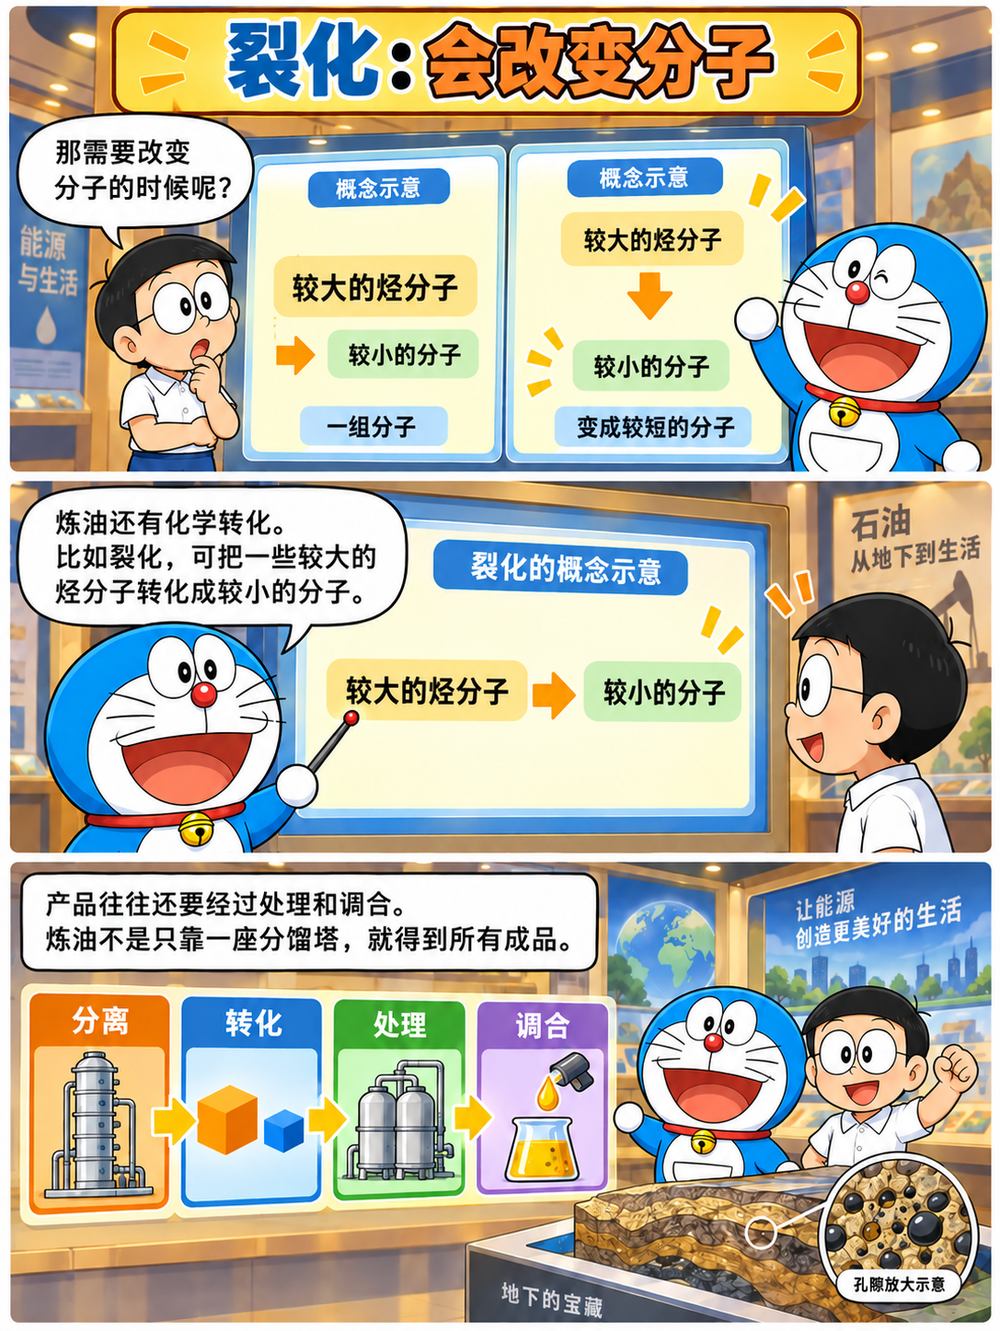 裂化：会改变分子
那需要改变
分子的时候呢？
能源
与生活
概念示意
较大的烃分子
较小的分子
一组分子
概念示意
较大的烃分子
较小的分子
变成较短的分子
炼油还有化学转化。
比如裂化，可把一些较大的
烃分子转化成较小的分子。
裂化的概念示意
较大的烃分子
较小的分子
石油
从地下到生活
产品往往还要经过处理和调合。
炼油不是只靠一座分馏塔，就得到所有成品。
分离
转化
处理
调合
让能源
创造更美好的生活
地下的宝藏
孔隙放大示意